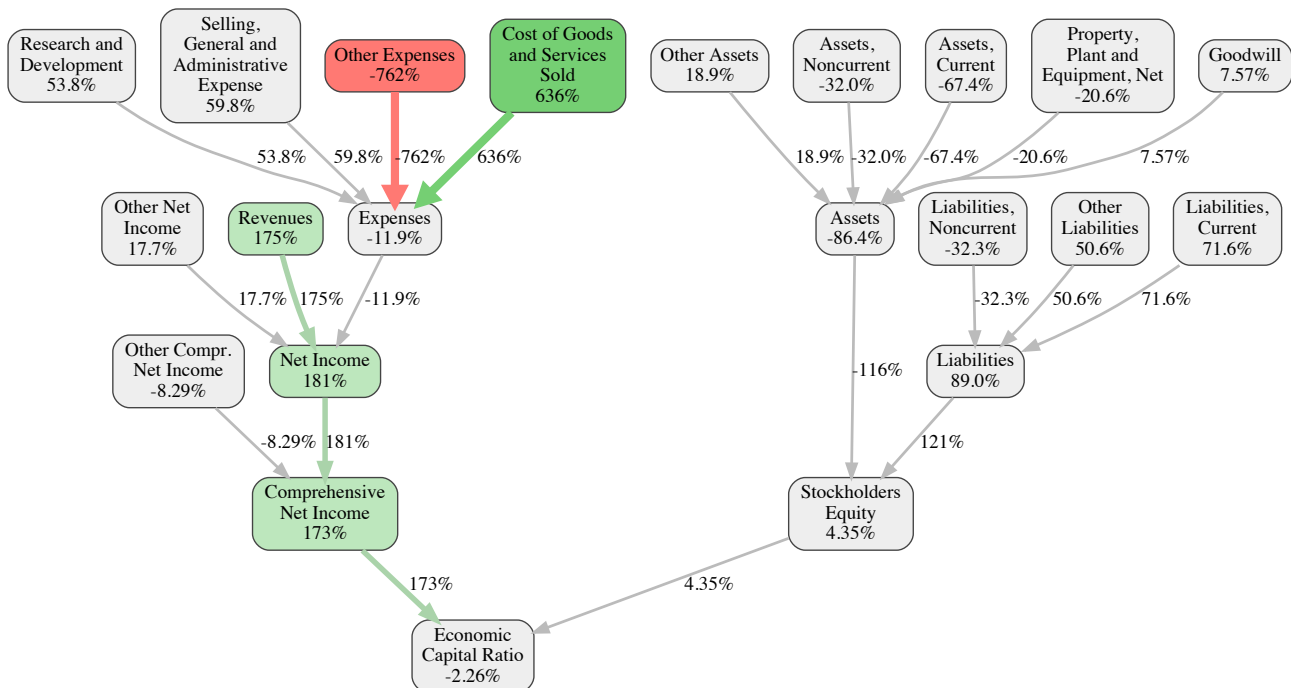 Research and
Development
53.8%
Selling,
General and
Administrative
Expense
59.8%
Other Expenses
-762%
Cost of Goods
and Services
Sold
636%
Other Assets
18.9%
Assets,
Noncurrent
-32.0%
Assets,
Current
-67.4%
Property,
Plant and
Equipment, Net
-20.6%
Goodwill
7.57%
53.8%
59.8%
-762%
636%
18.9%
-32.0%
-67.4%
-20.6%
7.57%
Other Net
Income
17.7%
Revenues
175%
Expenses
-11.9%
Assets
-86.4%
Liabilities,
Noncurrent
-32.3%
Other
Liabilities
50.6%
Liabilities,
Current
71.6%
17.7%
175%
-11.9%
-32.3%
50.6%
71.6%
Other Compr.
Net Income
-8.29%
Net Income
181%
-116%
Liabilities
89.0%
-8.29%
181%
121%
Comprehensive
Net Income
173%
Stockholders
Equity
4.35%
173%
4.35%
Economic
Capital Ratio
-2.26%